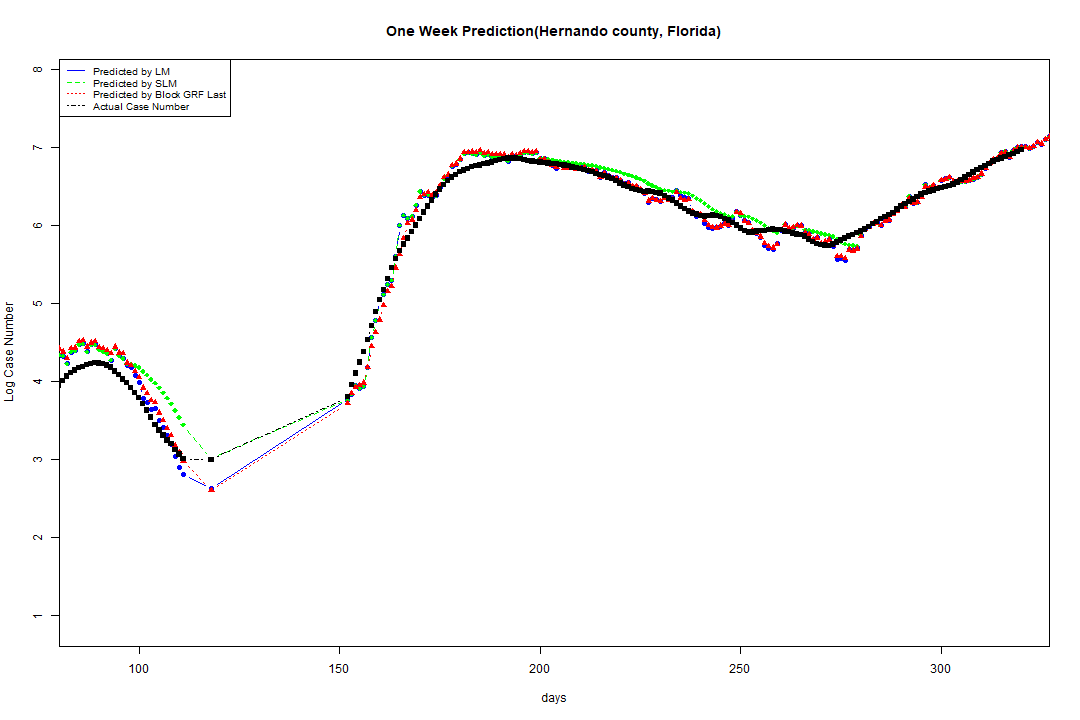 One Week Prediction(Hernando county, Florida)
Predicted by LM
Predicted by SLM
Predicted by Block GRF Last
Actual Case Number
8
7
6
5
4
3
2
1
Log Case Number
100 150 200 250 300
days